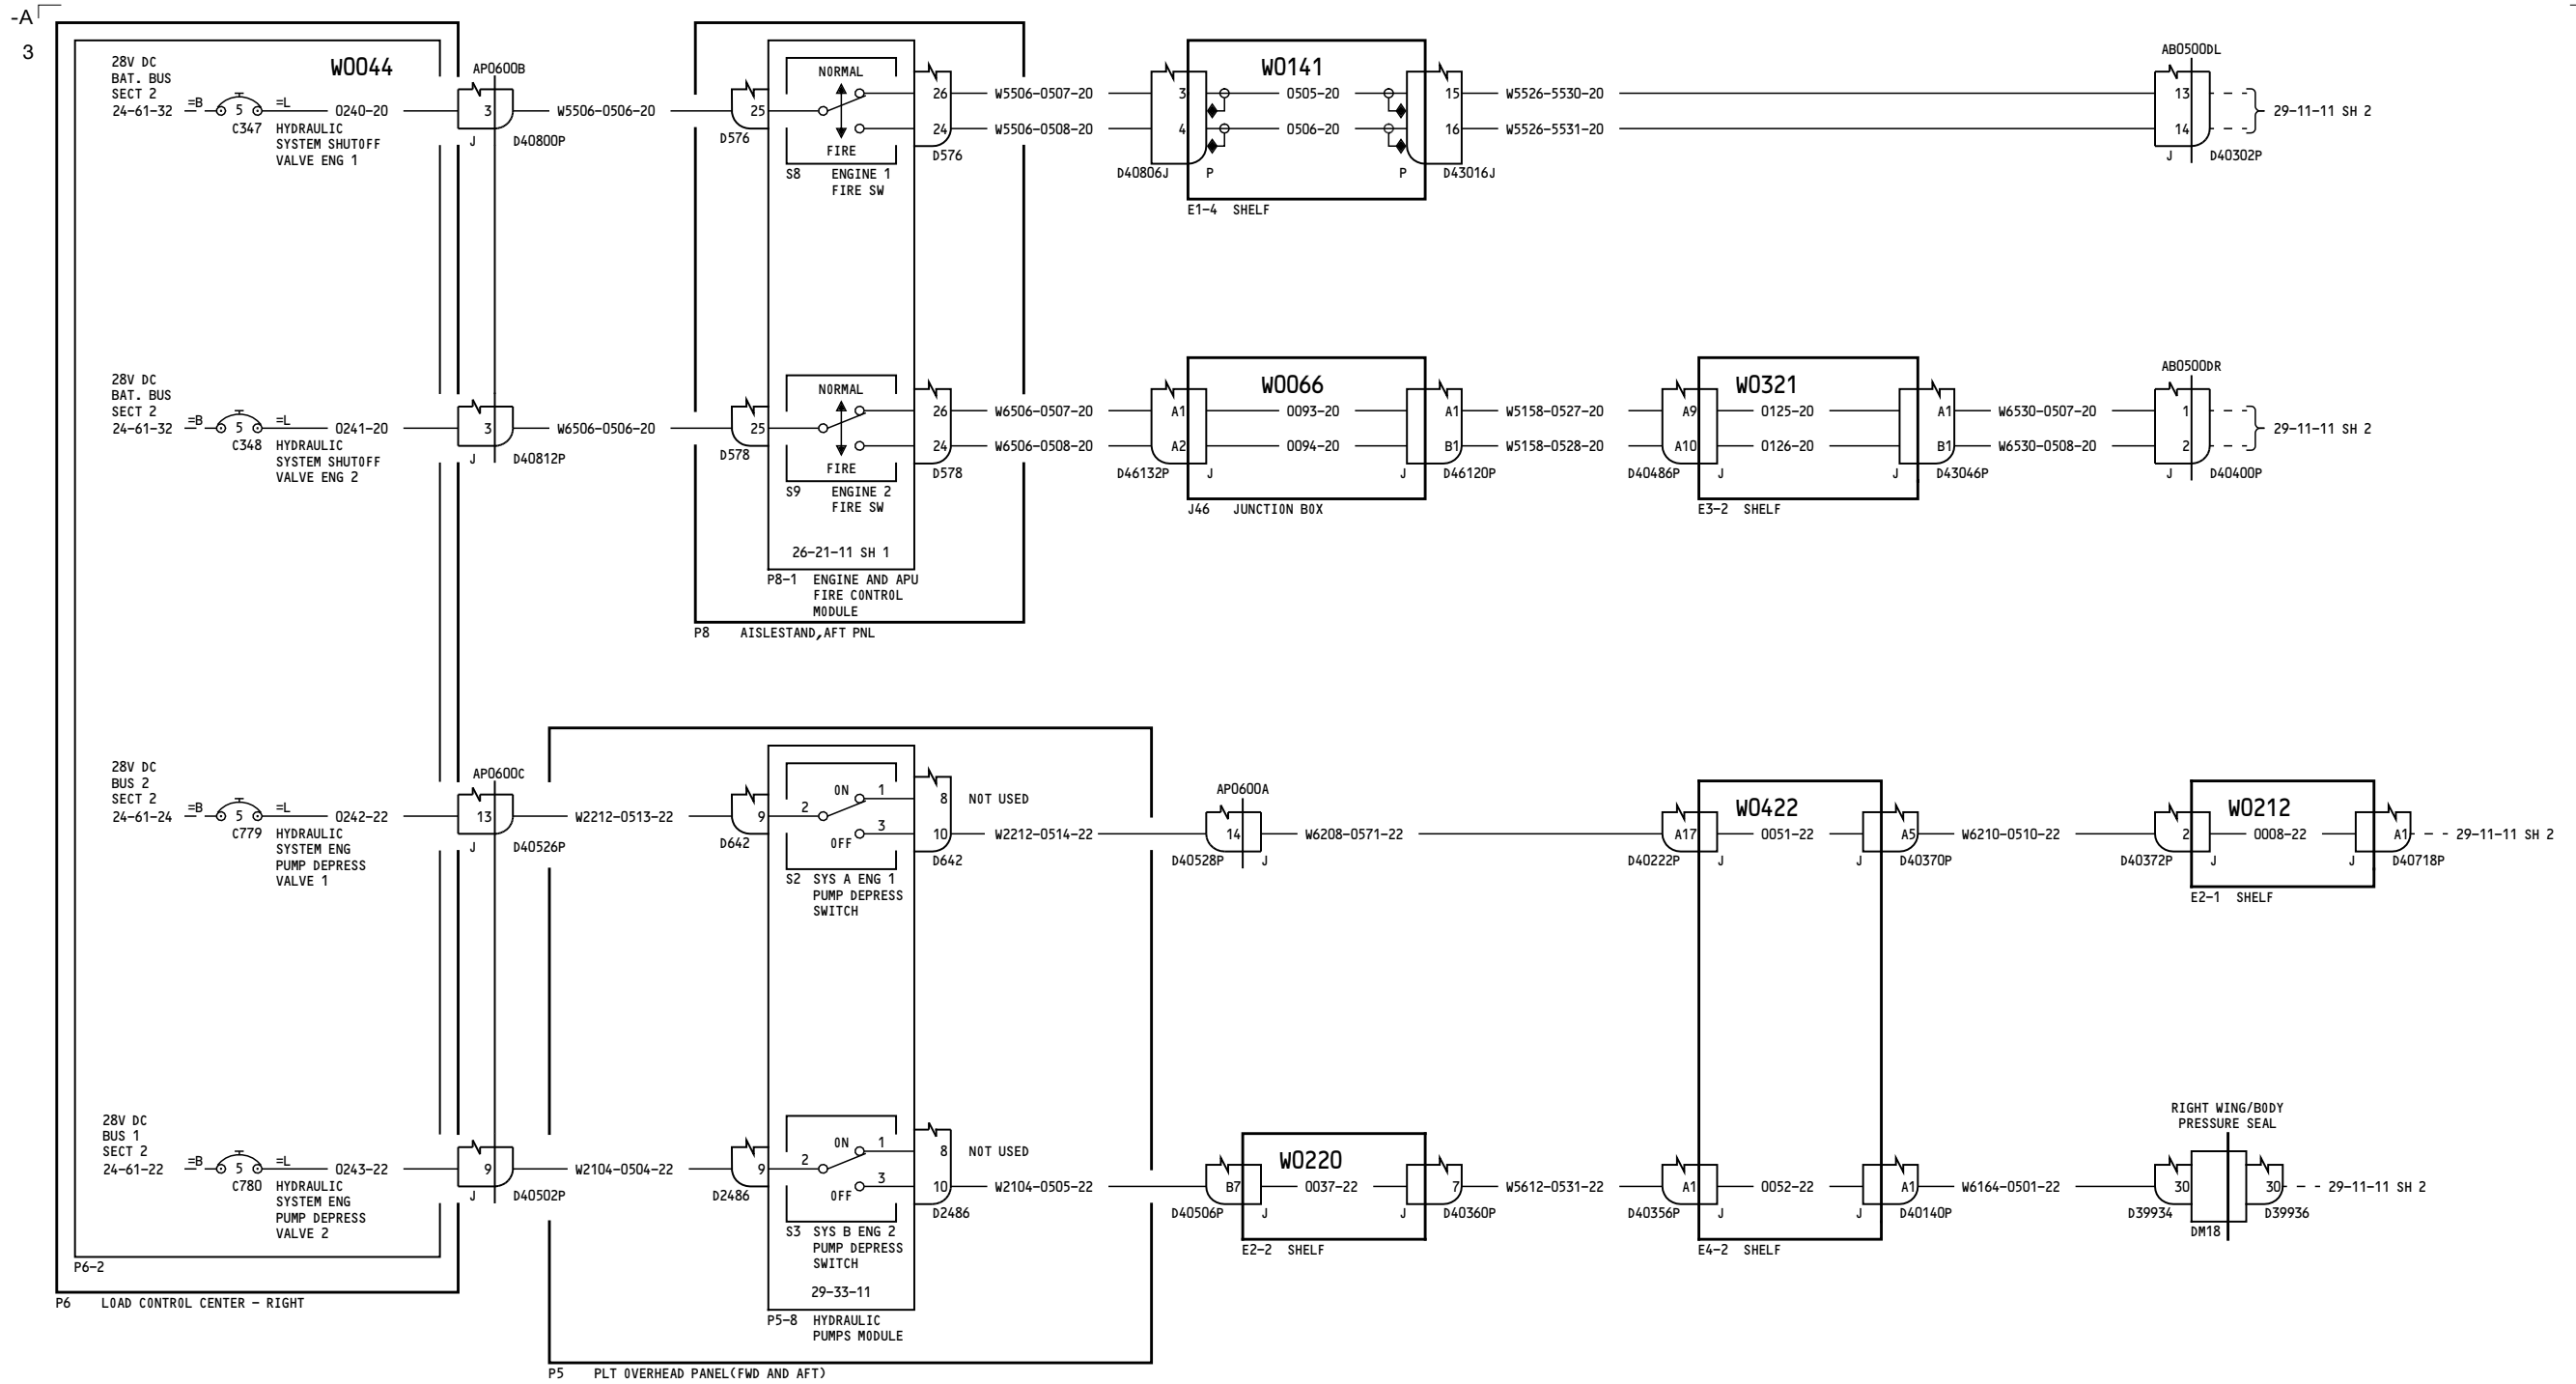 -A
3
28V DC
BAT. BUS
SECT 2
24-61-32
=B
5
=L
C347
HYDRAULIC
SYSTEM SHUTOFF
VALVE ENG 1
W0044
0240-20
AP0600B
3
J
D40800P
W5506-0506-20
D576
25
NORMAL
FIRE
S8
ENGINE 1
FIRE SW
26
24
D576
W5506-0507-20
W5506-0508-20
3
4
D40806J
P
W0141
0505-20
0506-20
P
15
16
D43016J
E1-4 SHELF
W5526-5530-20
W5526-5531-20
AB0500DL
13
14
J
D40302P
29-11-11 SH 2
28V DC
BAT. BUS
SECT 2
24-61-32
=B
5
=L
C348
HYDRAULIC
SYSTEM SHUTOFF
VALVE ENG 2
0241-20
3
J
D40812P
W6506-0506-20
D578
25
NORMAL
FIRE
S9
ENGINE 2
FIRE SW
26
24
D578
26-21-11 SH 1
P8-1 ENGINE AND APU
FIRE CONTROL
MODULE
P8 AISLESTAND,AFT PNL
W6506-0507-20
W6506-0508-20
A1
A2
D46132P
J
W0066
0093-20
0094-20
J
A1
B1
D46120P
J46 JUNCTION BOX
W5158-0527-20
W5158-0528-20
A9
A10
D40486P
J
W0321
0125-20
0126-20
J
A1
B1
D43046P
E3-2 SHELF
W6530-0507-20
W6530-0508-20
AB0500DR
1
2
J
D40400P
29-11-11 SH 2
28V DC
BUS 2
SECT 2
24-61-24
=B
5
=L
C779
HYDRAULIC
SYSTEM ENG
PUMP DEPRESS
VALVE 1
0242-22
AP0600C
13
J
D40526P
W2212-0513-22
D642
9
ON
1
2
3
OFF
S2 SYS A ENG 1
PUMP DEPRESS
SWITCH
8
NOT USED
10
D642
W2212-0514-22
AP0600A
14
D40528P
J
W6208-0571-22
A17
D40222P
J
W0422
0051-22
J
A5
D40370P
W6210-0510-22
2
D40372P
J
W0212
0008-22
J
A1
D40718P
E2-1 SHELF
29-11-11 SH 2
28V DC
BUS 1
SECT 2
24-61-22
=B
5
=L
C780
HYDRAULIC
SYSTEM ENG
PUMP DEPRESS
VALVE 2
0243-22
9
J
D40502P
W2104-0504-22
D2486
9
ON
1
2
3
OFF
S3 SYS B ENG 2
PUMP DEPRESS
SWITCH
8
NOT USED
10
D2486
29-33-11
P5-8 HYDRAULIC
PUMPS MODULE
W2104-0505-22
B7
D40506P
J
W0220
0037-22
J
7
D40360P
E2-2 SHELF
W5612-0531-22
A1
D40356P
J
0052-22
J
A1
D40140P
E4-2 SHELF
W6164-0501-22
RIGHT WING/BODY
PRESSURE SEAL
30
D39934
DM18
30
D39936
29-11-11 SH 2
P6-2
P6 LOAD CONTROL CENTER - RIGHT
P5 PLT OVERHEAD PANEL(FWD AND AFT)